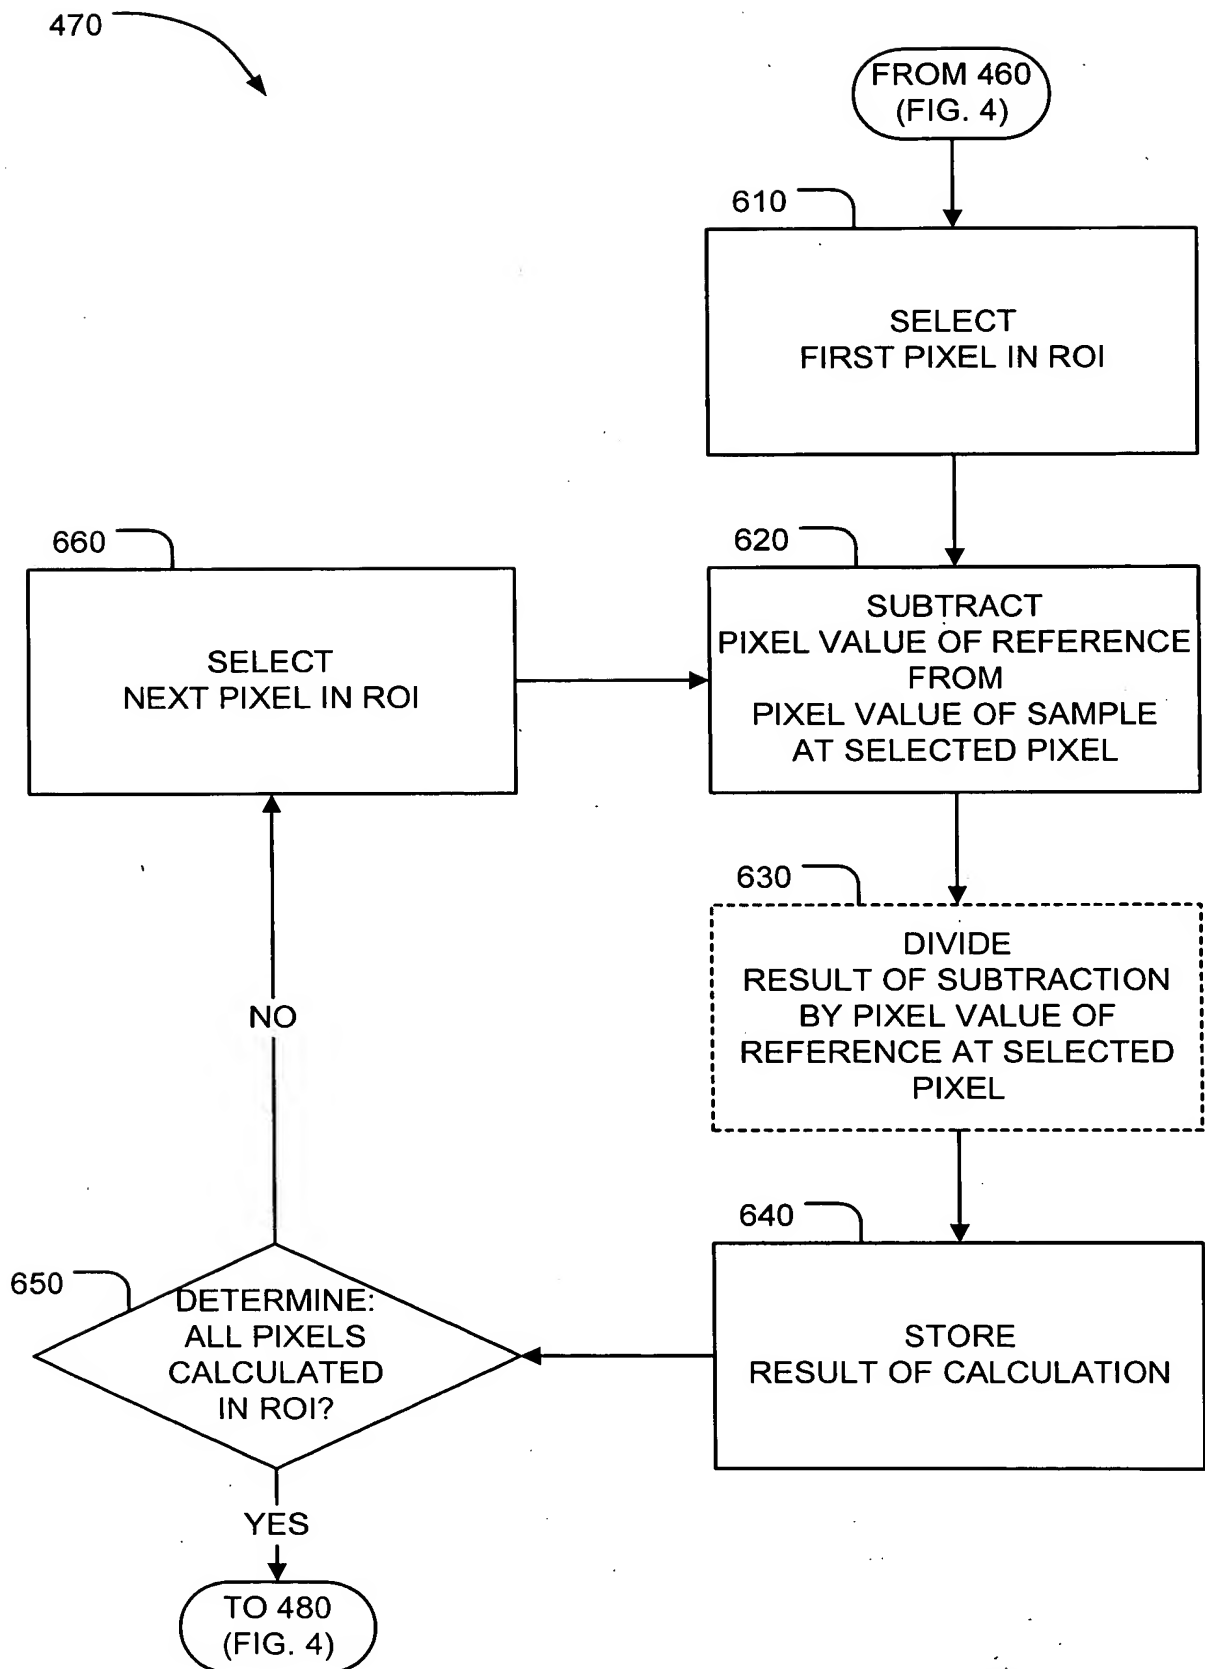 470
FROM 460
(FIG. 4)
610
SELECT
FIRST PIXEL IN ROI
660
SELECT
NEXT PIXEL IN ROI
620
SUBTRACT
PIXEL VALUE OF REFERENCE
FROM
PIXEL VALUE OF SAMPLE
AT SELECTED PIXEL
630
DIVIDE
RESULT OF SUBTRACTION
BY PIXEL VALUE OF
REFERENCE AT SELECTED
PIXEL
NO
640
STORE
RESULT OF CALCULATION
650
DETERMINE:
ALL PIXELS
CALCULATED
IN ROI?
YES
TO 480
(FIG. 4)